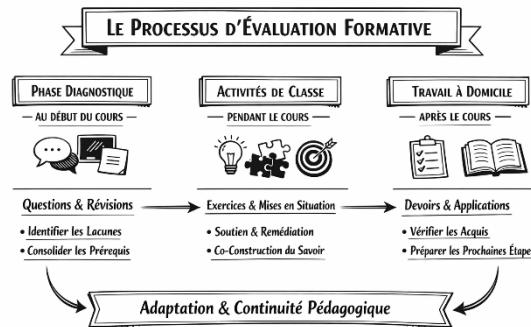 LE PROCESSUS D'ÉVALUATION FORMATIVE
PHASE DIAGNOSTIQUE
— AU DÉBUT DU COURS —
Questions & Révisions
• Identifier les Lacunes
• Consolider les Prérequis
ACTIVITÉS DE CLASSE
— PENDANT LE COURS —
Exercices & Mises en Situation
• Soutien & Remédiation
• Co-Construction du Savoir
TRAVAIL À DOMICILE
— APRÈS LE COURS —
Devoirs & Applications
• Vérifier les Acquis
• Préparer les Prochaines Étape
Adaptation & Continuité Pédagogique